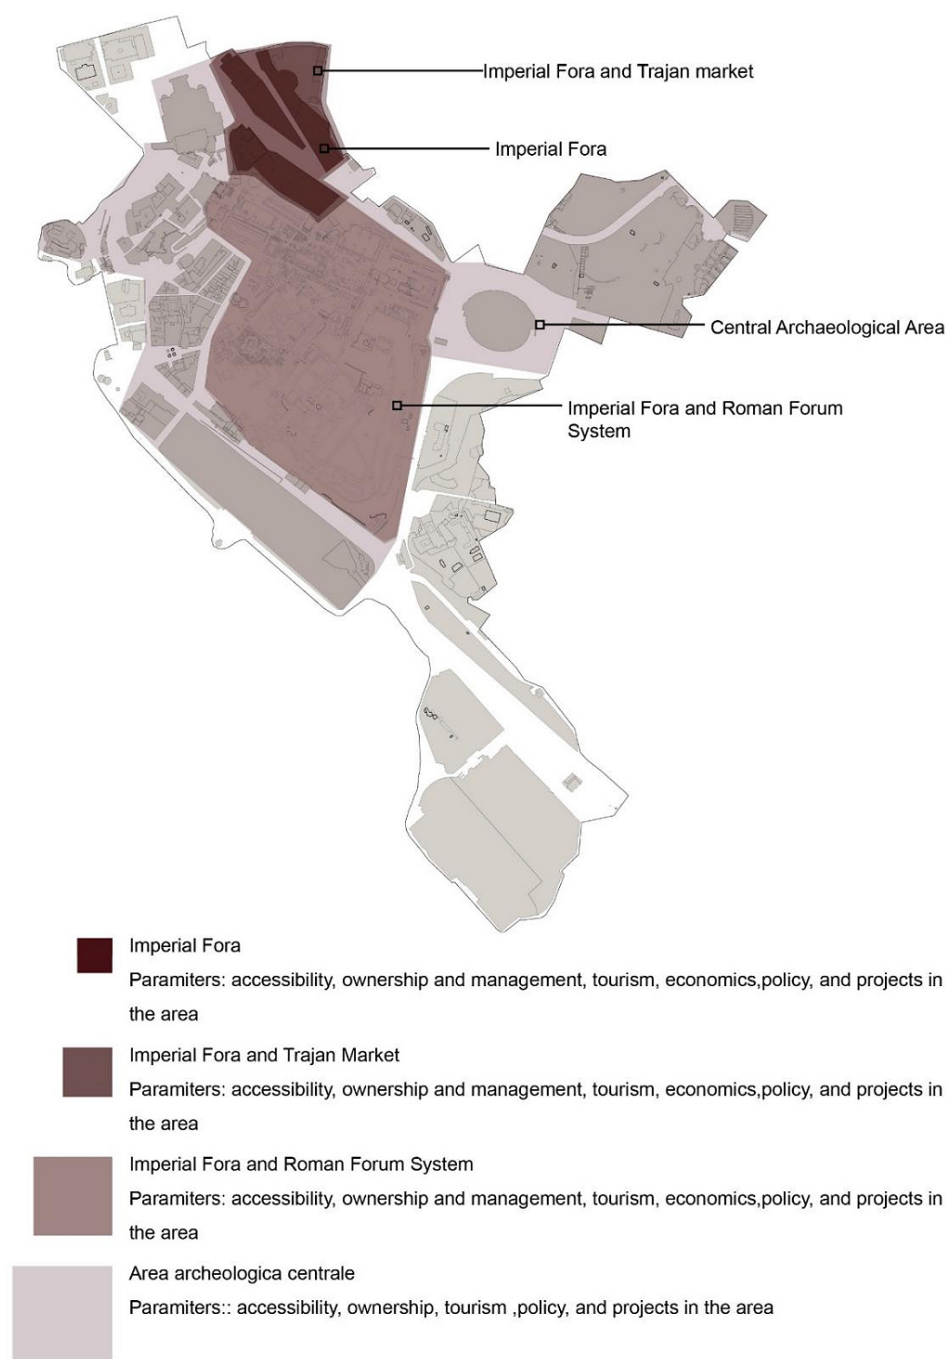 Imperial Fora and Trajan market
Imperial Fora
Central Archaeological Area
Imperial Fora and Roman Forum
System
Imperial Fora
Paramiters: accessibility, ownership and management, tourism, economics,policy, and projects in
the area
Imperial Fora and Trajan Market
Paramiters: accessibility, ownership and management, tourism, economics,policy, and projects in
the area
Imperial Fora and Roman Forum System
Paramiters: accessibility, ownership and management, tourism, economics,policy, and projects in
the area
Area archeologica centrale
Paramiters:: accessibility, ownership, tourism ,policy, and projects in the area